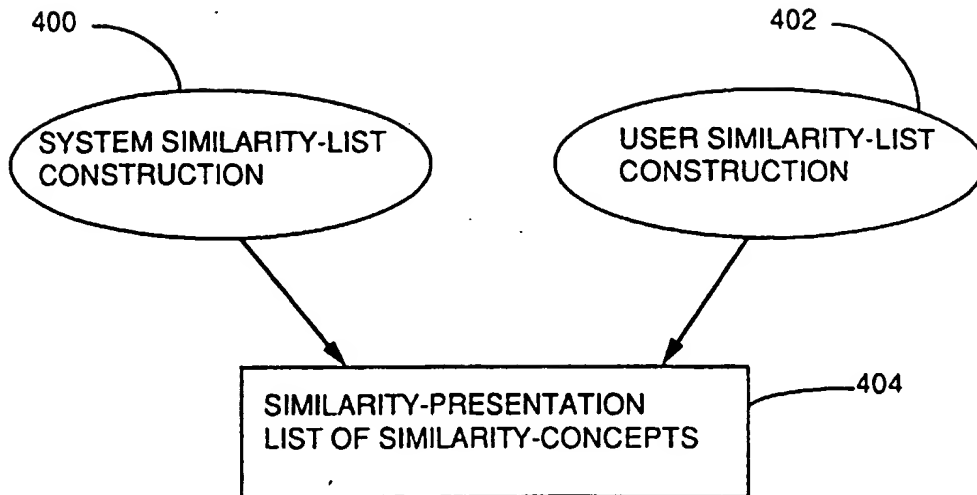 400
402
SYSTEM SIMILARITY-LIST
CONSTRUCTION
USER SIMILARITY-LIST
CONSTRUCTION
404
SIMILARITY-PRESENTATION
LIST OF SIMILARITY-CONCEPTS